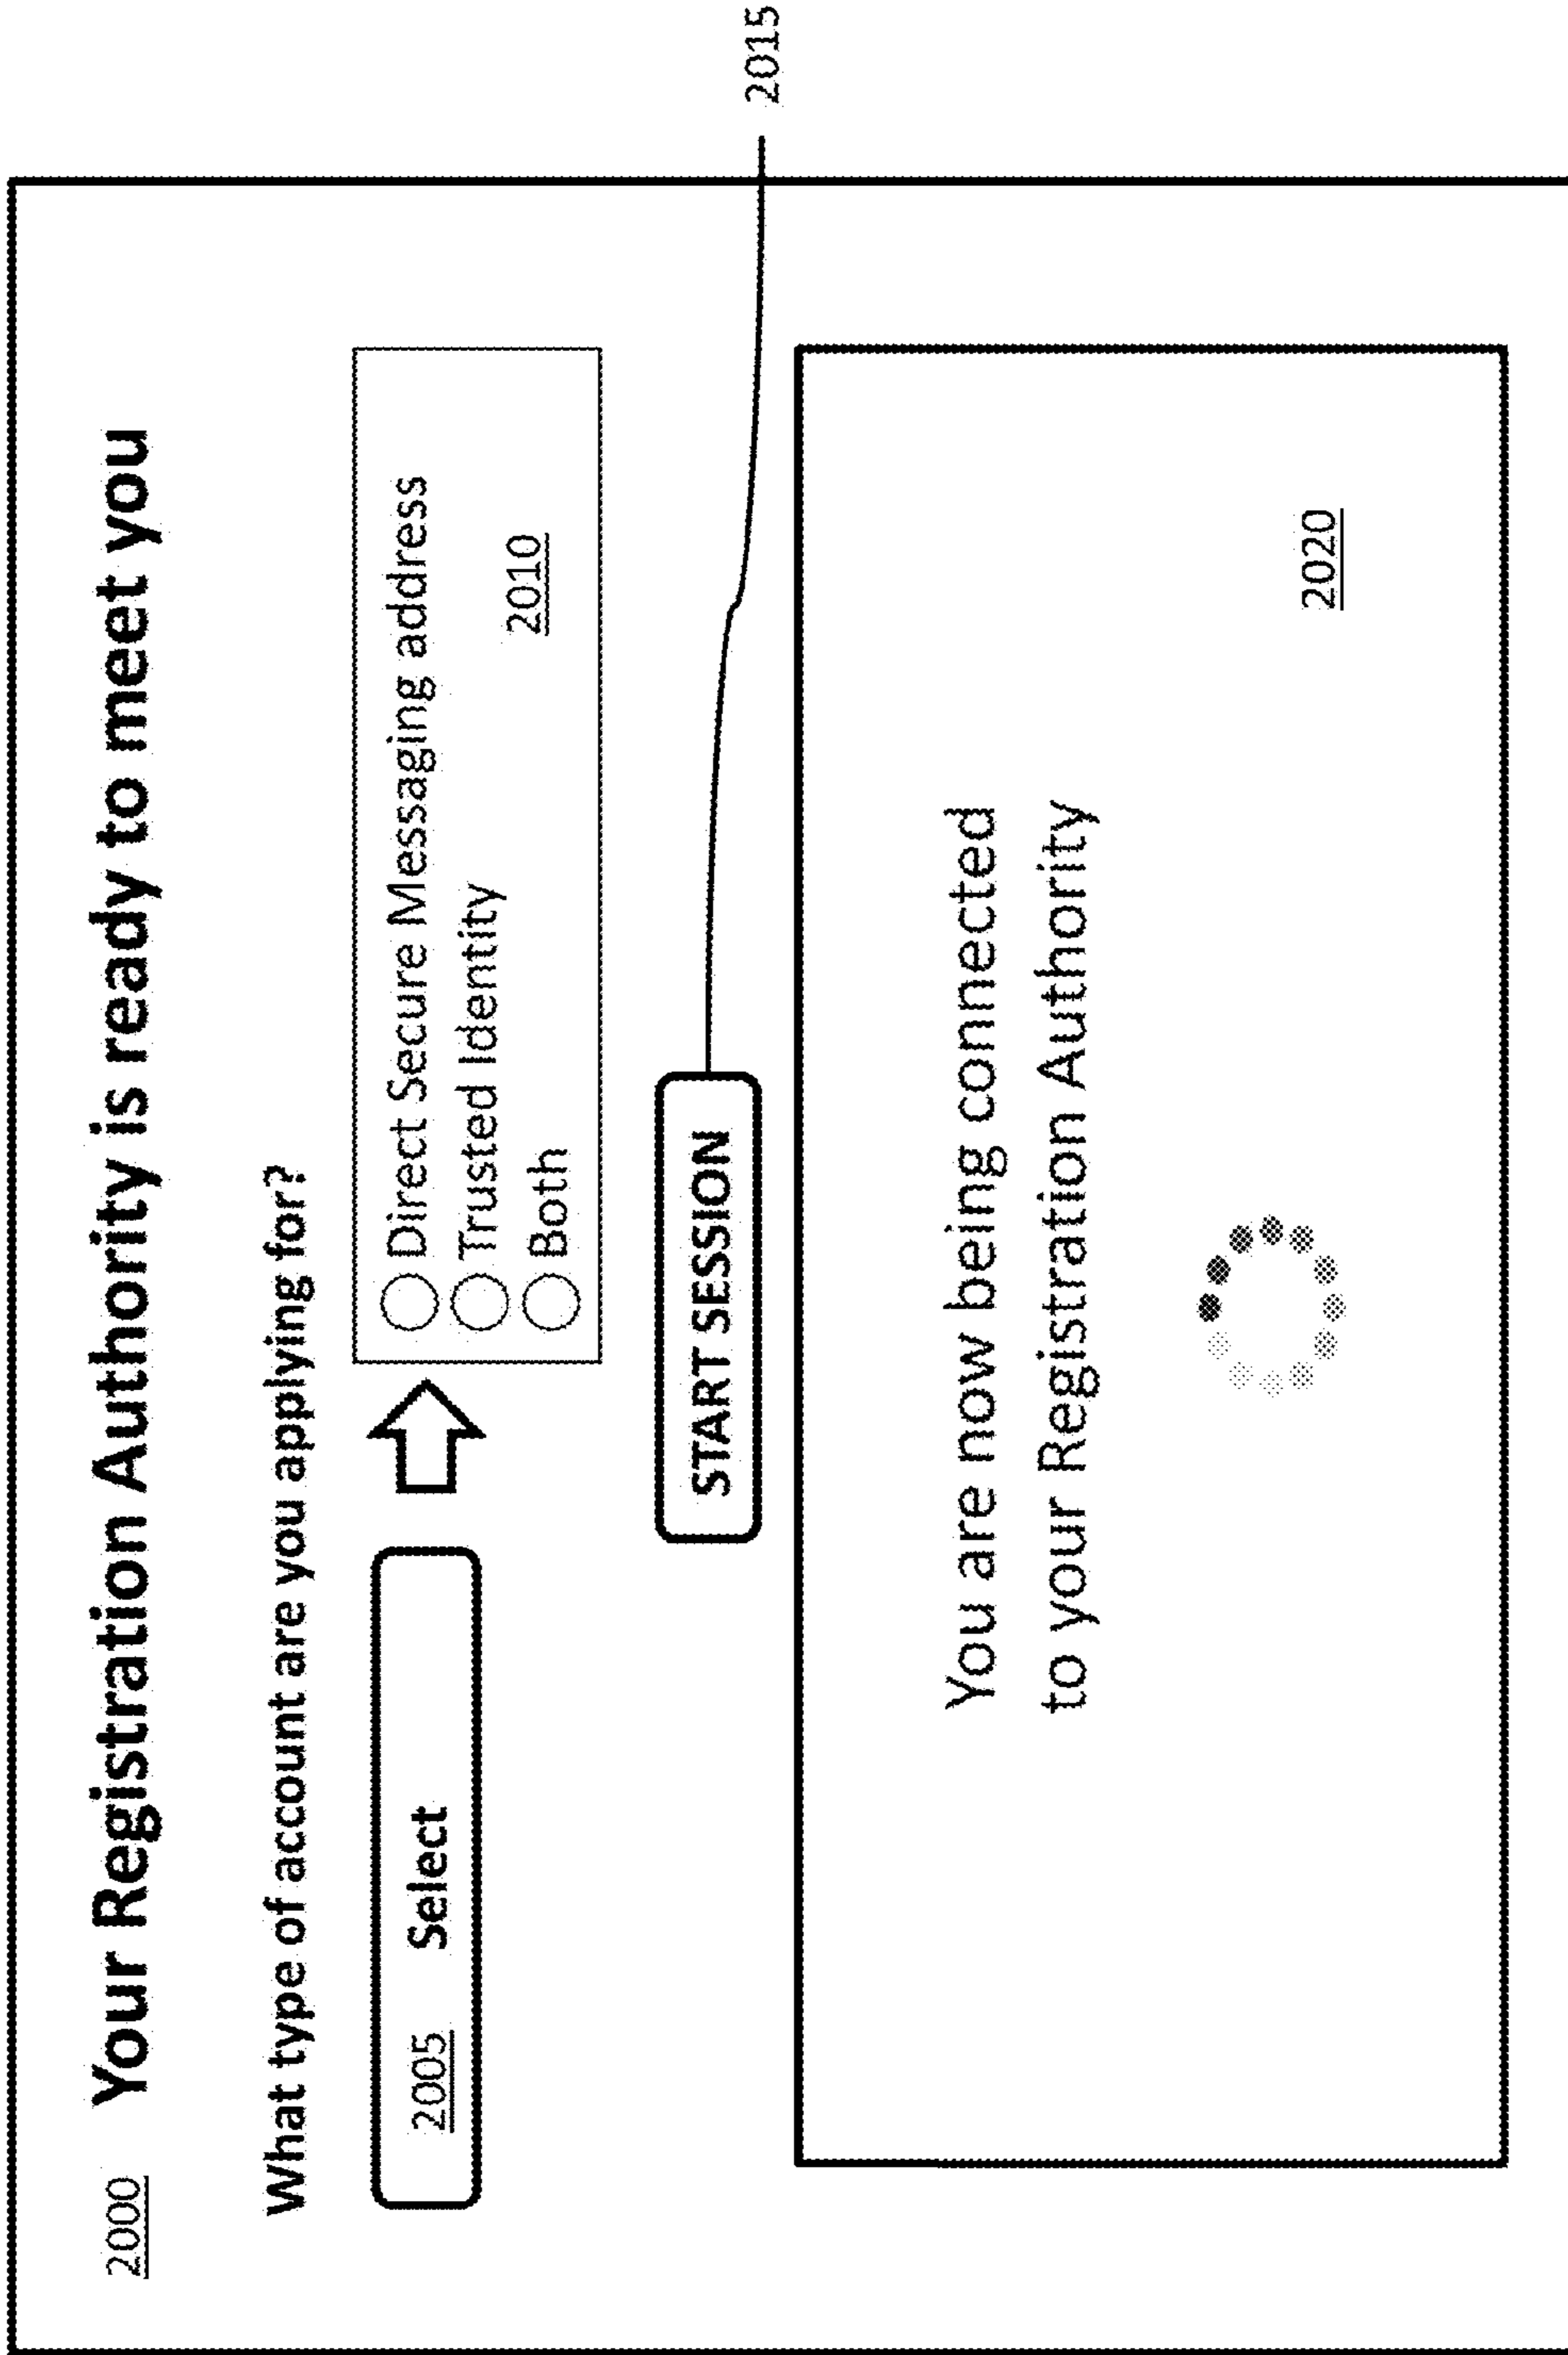 2000 Your Registration Authority is ready to meet you
What type of account are you applying for?
2005 Select
Direct Secure Messaging address
Trusted Identity
Both
2010
START SESSION
2015
You are now being connected
to your Registration Authority
2020